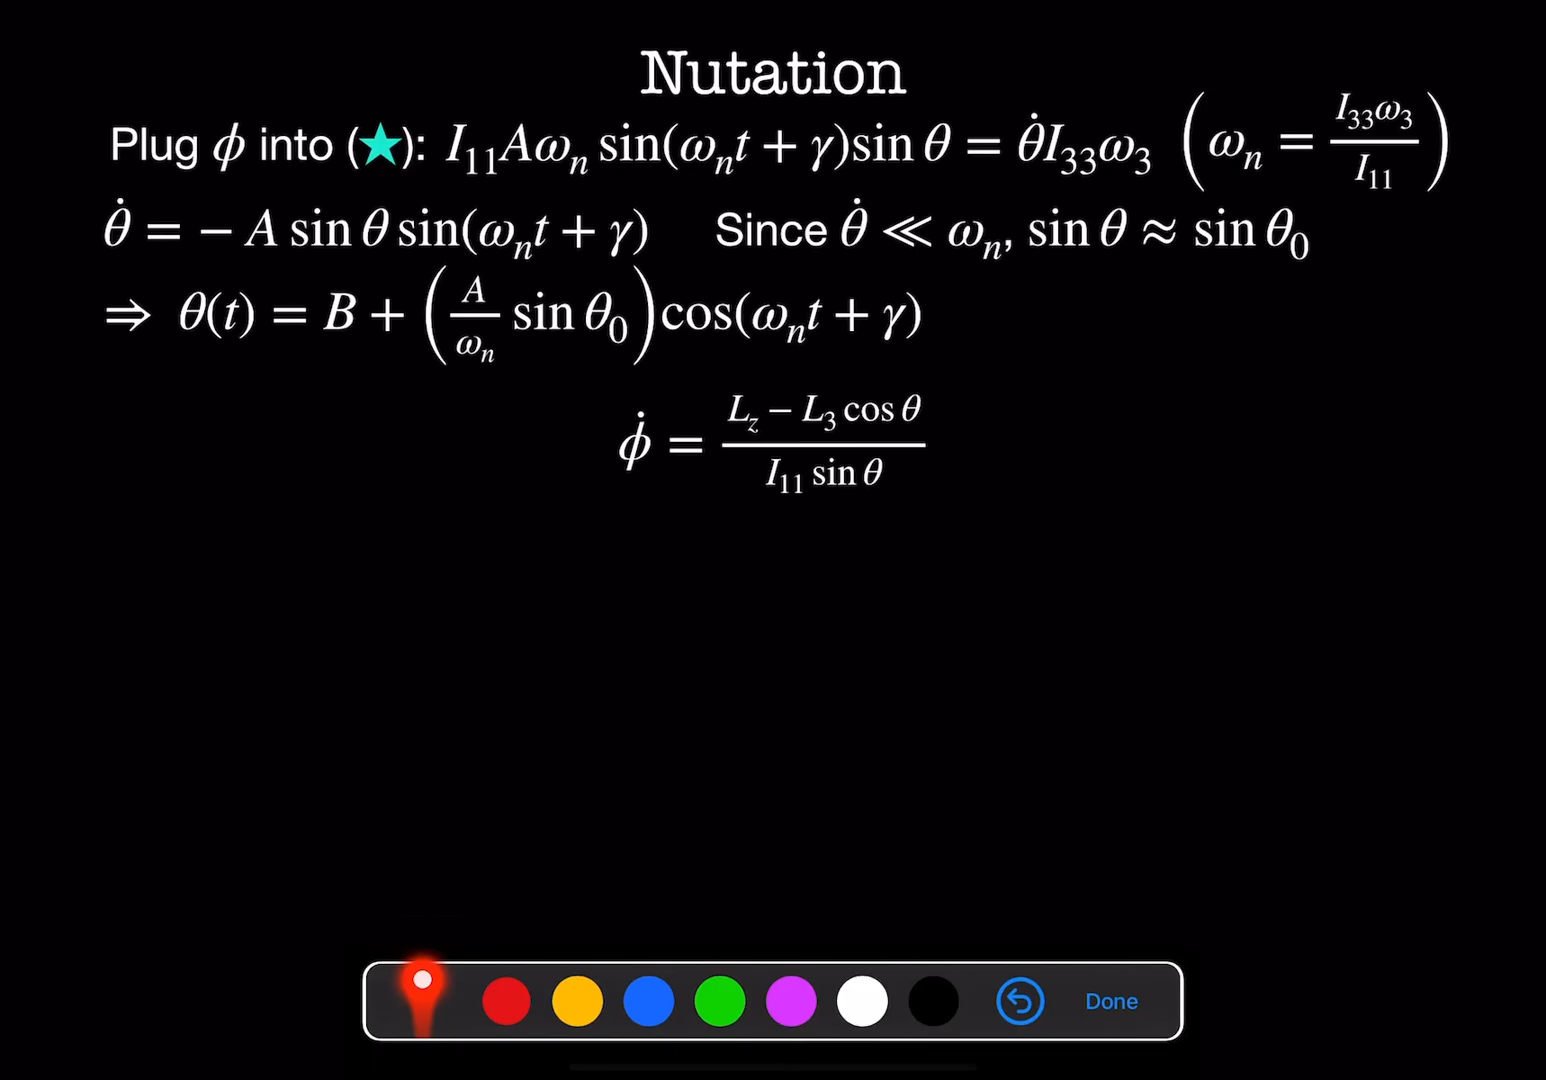 Nutation
Plug ϕ into (★): I₁₁Aωₙ sin(ωₙt + γ)sin θ = θ̇I₃₃ω₃ (ωₙ = I₃₃ω₃/I₁₁)
θ̇ = − A sin θ sin(ωₙt + γ) Since θ̇ ≪ ωₙ, sin θ ≈ sin θ₀
⇒ θ(t) = B + (A/ωₙ sin θ₀)cos(ωₙt + γ)
ϕ̇ = (L_z − L₃ cos θ)/(I₁₁ sin θ)
Done